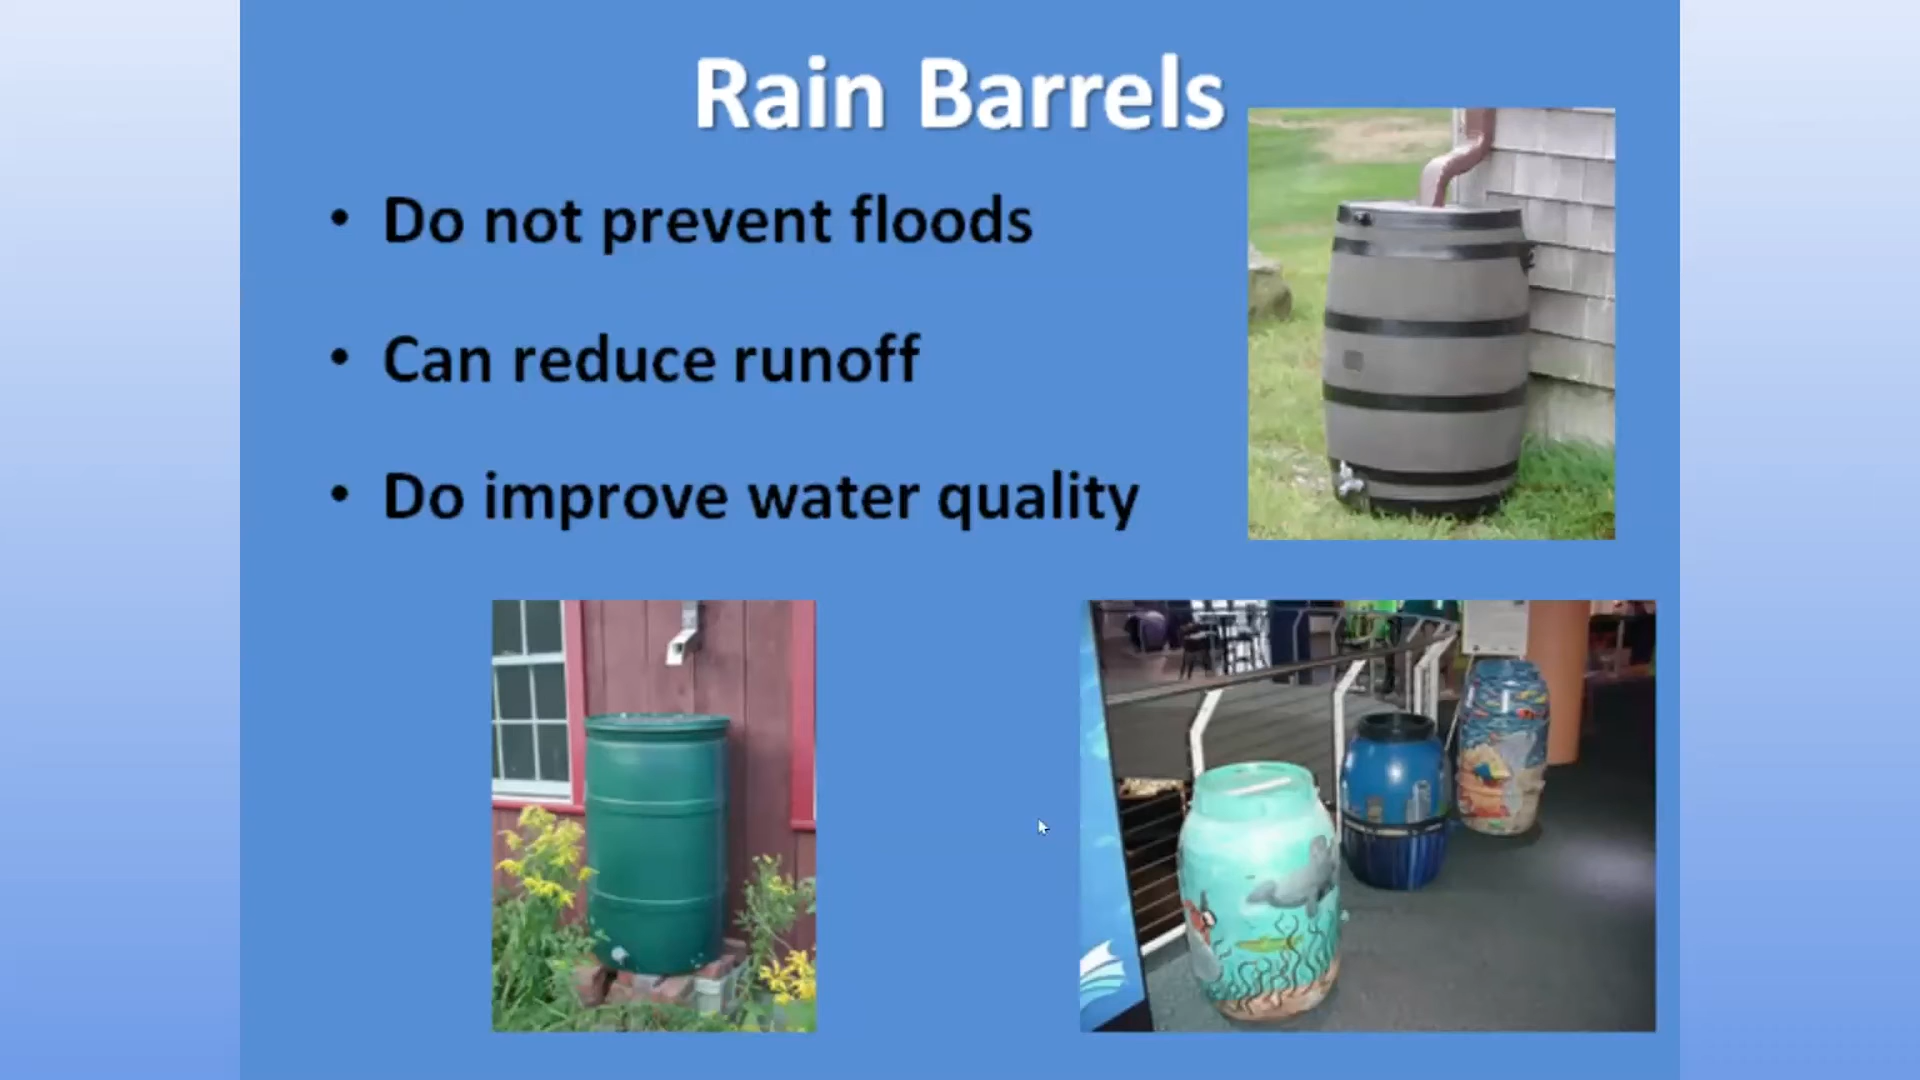 Rain Barrels
• Do not prevent floods
• Can reduce runoff
• Do improve water quality